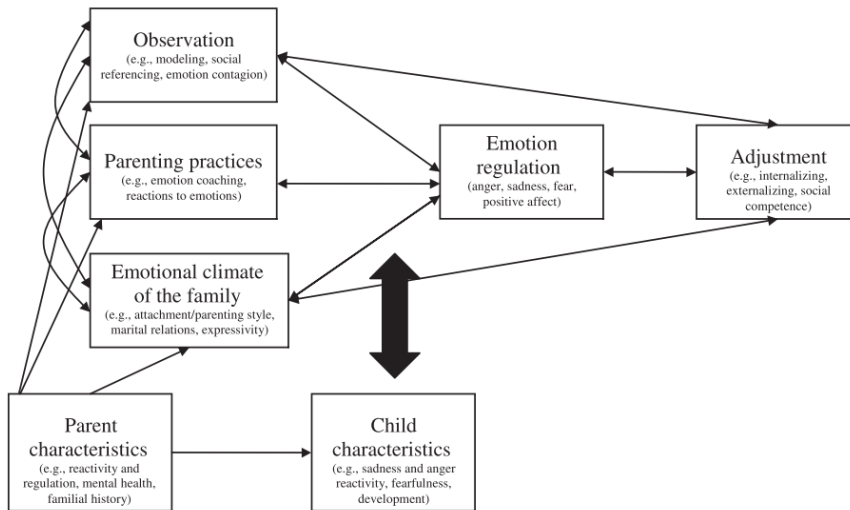 Observation
(e.g., modeling, social
referencing, emotion contagion)
Parenting practices
(e.g., emotion coaching,
reactions to emotions)
Emotion
regulation
(anger, sadness, fear,
positive affect)
Adjustment
(e.g., internalizing,
externalizing, social
competence)
Emotional climate
of the family
(e.g., attachment/parenting style,
marital relations, expressivity)
Parent
characteristics
(e.g., reactivity and
regulation, mental health,
familial history)
Child
characteristics
(e.g., sadness and anger
reactivity, fearfulness,
development)